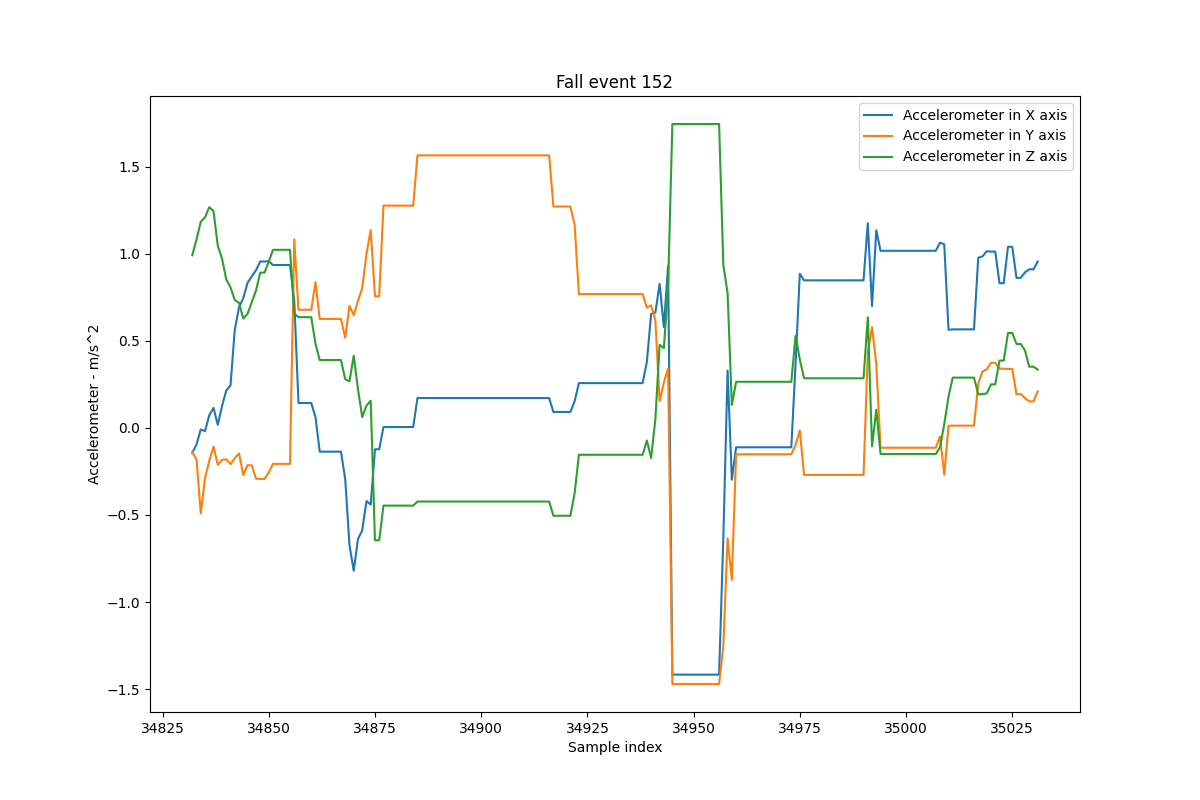 Fall event 152
Accelerometer in X axis
Accelerometer in Y axis
Accelerometer in Z axis
Accelerometer - m/s^2
1.5
1.0
0.5
0.0
−0.5
−1.0
−1.5
34825 34850 34875 34900 34925 34950 34975 35000 35025
Sample index